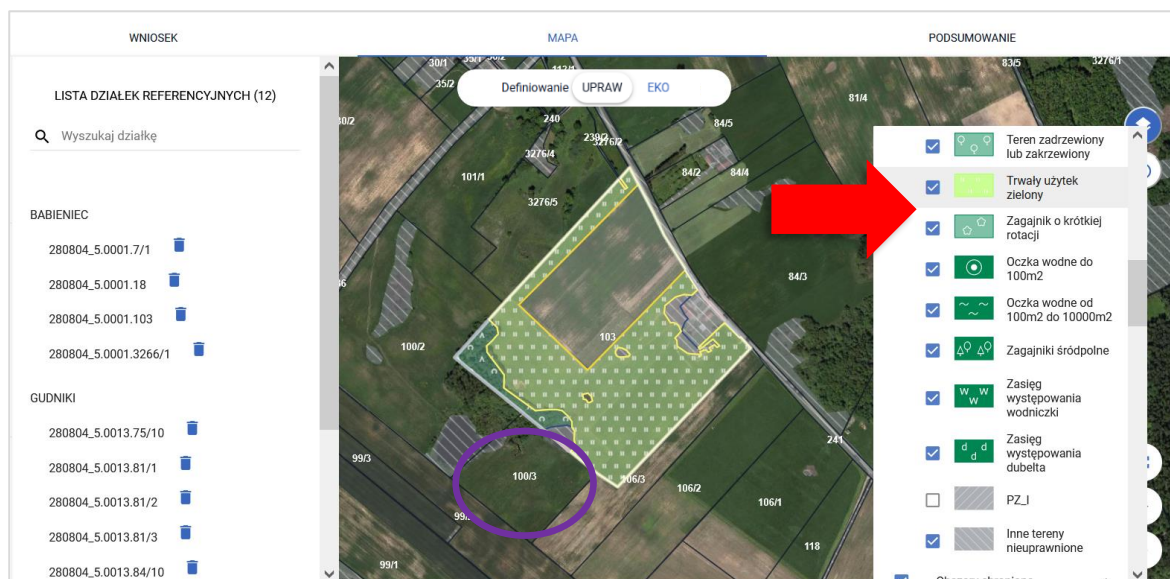 WNIOSEK
MAPA
PODSUMOWANIE
LISTA DZIAŁEK REFERENCYJNYCH (12)
Wyszukaj działkę
BABIENIEC
280804_5.0001.7/1
280804_5.0001.18
280804_5.0001.103
280804_5.0001.3266/1
GUDNIKI
280804_5.0013.75/10
280804_5.0013.81/1
280804_5.0013.81/2
280804_5.0013.81/3
280804_5.0013.84/10
Definiowanie UPRAW EKO
30/1
35/2
83/5
3276/1
81/4
240
84/5
3276/4
101/1
84/2
84/4
3276/5
84/3
103
100/2
241
99/3
100/3
106/3
106/2
106/1
118
99/1
Teren zadrzewiony
lub zakrzewiony
Trwały użytek
zielony
Zagajnik o krótkiej
rotacji
Oczka wodne do
100m2
Oczka wodne od
100m2 do 10000m2
Zagajniki śródpolne
W W
W
Zasięg
występowania
wodniczki
d d
d
Zasięg
występowania
dubelta
PZ_I
Inne tereny
nieuprawnione